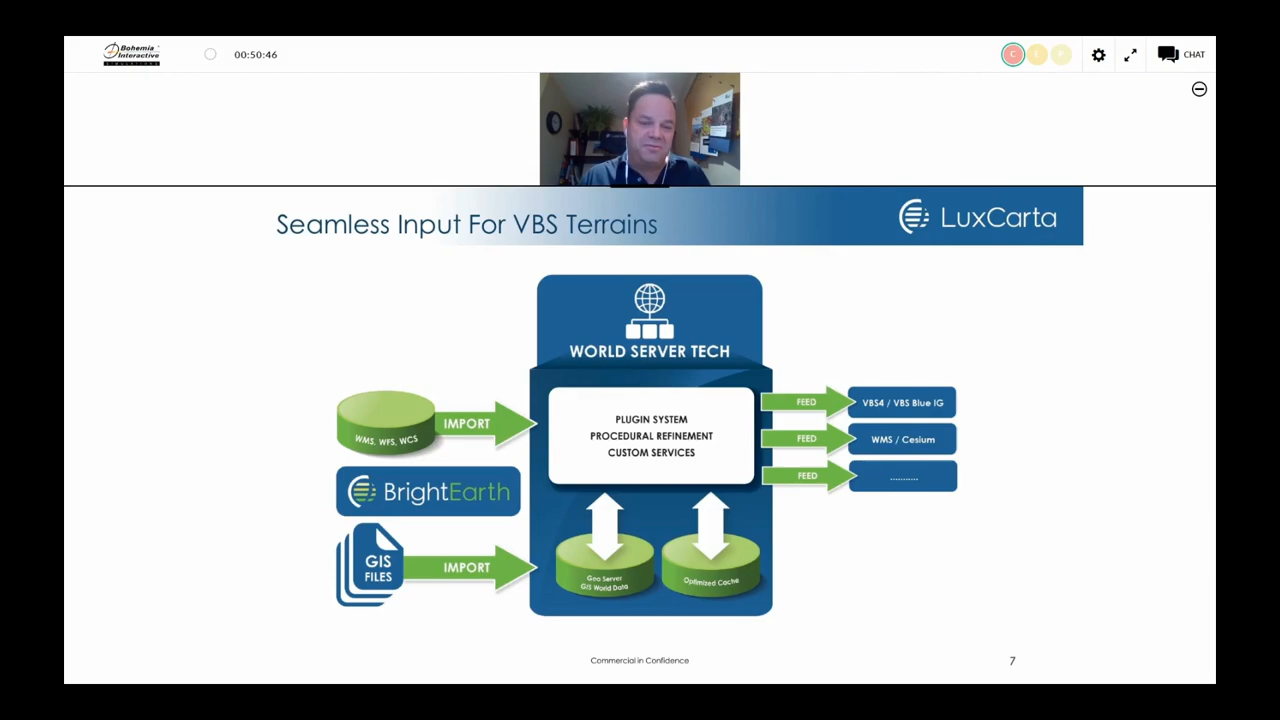 Bohemia
Interactive
SIMULATIONS
00:50:46
C
CHAT
Seamless Input For VBS Terrains
LuxCarta
WORLD SERVER TECH
PLUGIN SYSTEM
PROCEDURAL REFINEMENT
CUSTOM SERVICES
WMS, WFS, WCS
IMPORT
BrightEarth
GIS
FILES
IMPORT
Geo Server
GIS World Data
Optimized Cache
FEED
VBS4 / VBS Blue IG
FEED
WMS / Cesium
FEED
...........
Commercial in Confidence
7